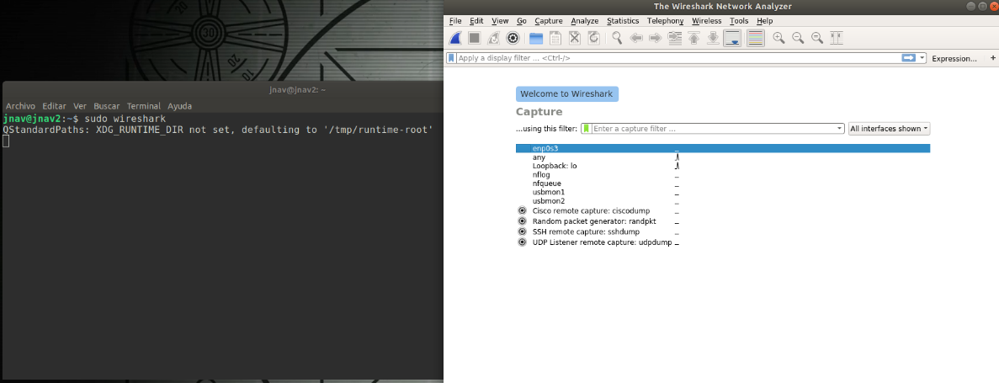 30
20
20
jnav@jnav2: ~
Archivo Editar Ver Buscar Terminal Ayuda
jnav@jnav2:~$ sudo wireshark
QStandardPaths: XDG_RUNTIME_DIR not set, defaulting to '/tmp/runtime-root'
The Wireshark Network Analyzer
File Edit View Go Capture Analyze Statistics Telephony Wireless Tools Help
Apply a display filter ... <Ctrl-/> Expression... +
Welcome to Wireshark
Capture
...using this filter: Enter a capture filter ... All interfaces shown
enp0s3
any
Loopback: lo
nflog
nfqueue
usbmon1
usbmon2
Cisco remote capture: ciscodump
Random packet generator: randpkt
SSH remote capture: sshdump
UDP Listener remote capture: udpdump